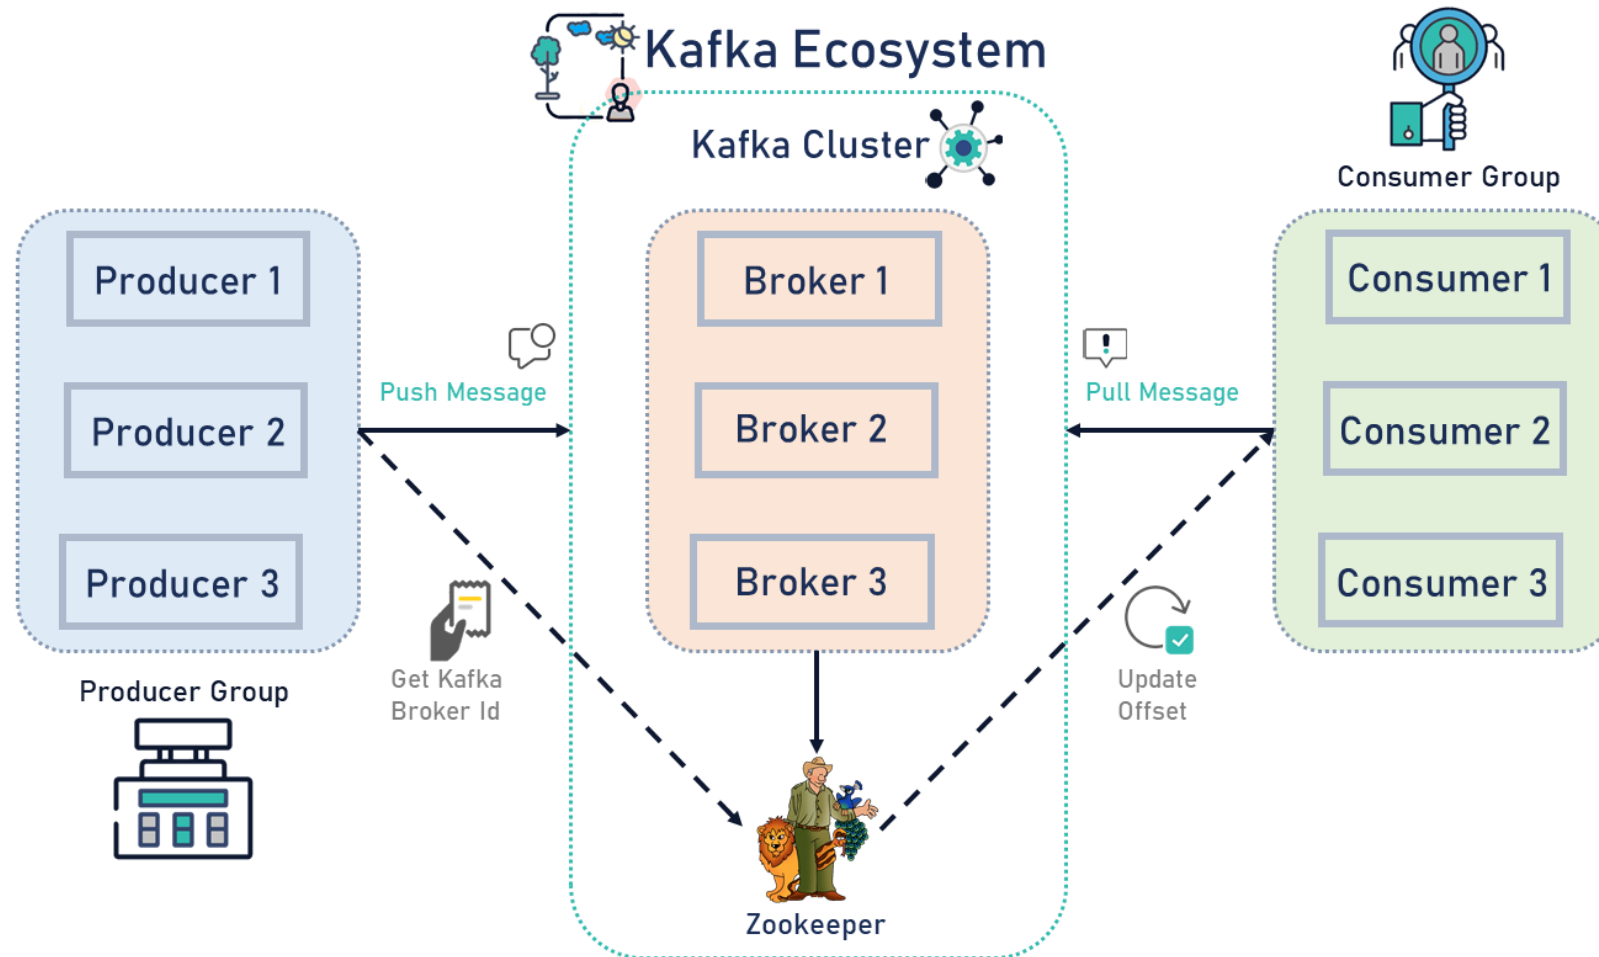 Kafka Ecosystem
Kafka Cluster
Consumer Group
Producer 1
Broker 1
Consumer 1
Push Message
Pull Message
Producer 2
Broker 2
Consumer 2
Producer 3
Broker 3
Consumer 3
Producer Group
Get Kafka
Broker Id
Update
Offset
Zookeeper